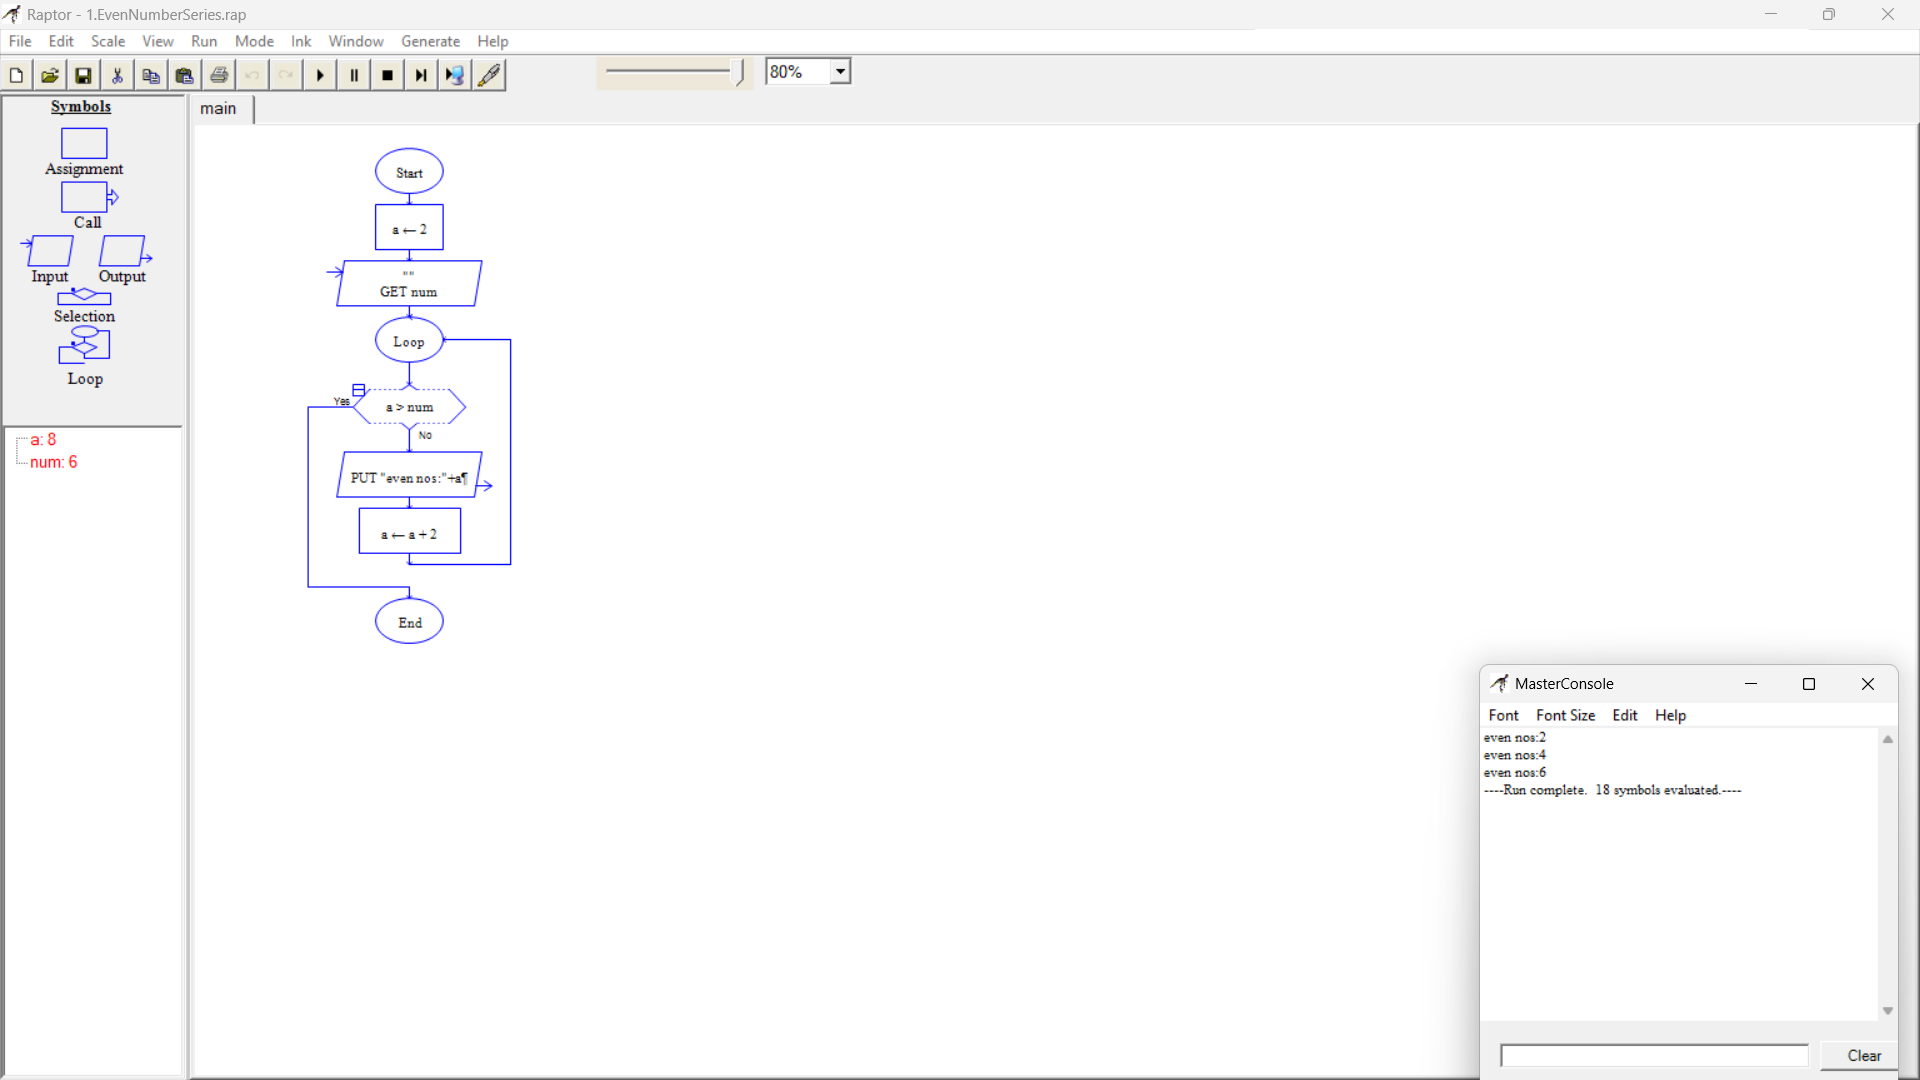 Raptor - 1.EvenNumberSeries.rap
File Edit Scale View Run Mode Ink Window Generate Help
80%
Symbols
Assignment
Call
Input Output
Selection
Loop
a: 8
num: 6
main
Start
a ← 2
""
GET num
Loop
Yes
a > num
No
PUT "even nos:"+a¶
a ← a + 2
End
MasterConsole
Font Font Size Edit Help
even nos:2
even nos:4
even nos:6
----Run complete. 18 symbols evaluated.----
Clear